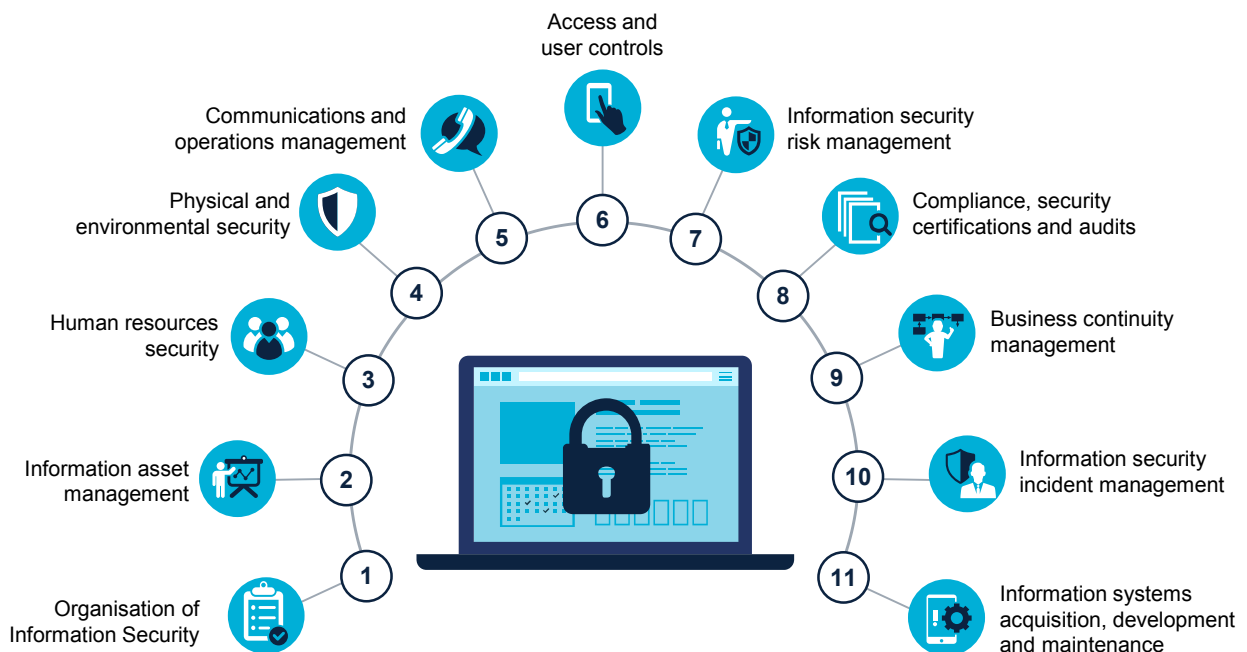 1
Organisation of
Information Security
2
Information asset
management
3
Human resources
security
4
Physical and
environmental security
5
Communications and
operations management
6
Access and
user controls
7
Information security
risk management
8
Compliance, security
certifications and audits
9
Business continuity
management
10
Information security
incident management
11
Information systems
acquisition, development
and maintenance